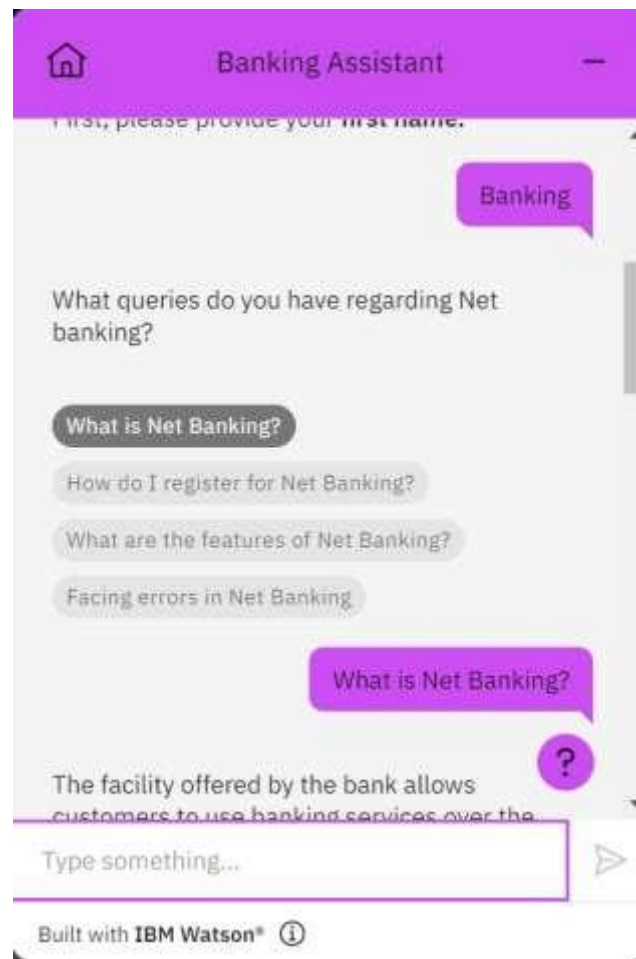 Banking Assistant
First, please provide your first name.
Banking
What queries do you have regarding Net
banking?
What is Net Banking?
How do I register for Net Banking?
What are the features of Net Banking?
Facing errors in Net Banking
What is Net Banking?
?
The facility offered by the bank allows
customers to use banking services over the
Type something...
Built with IBM Watson®